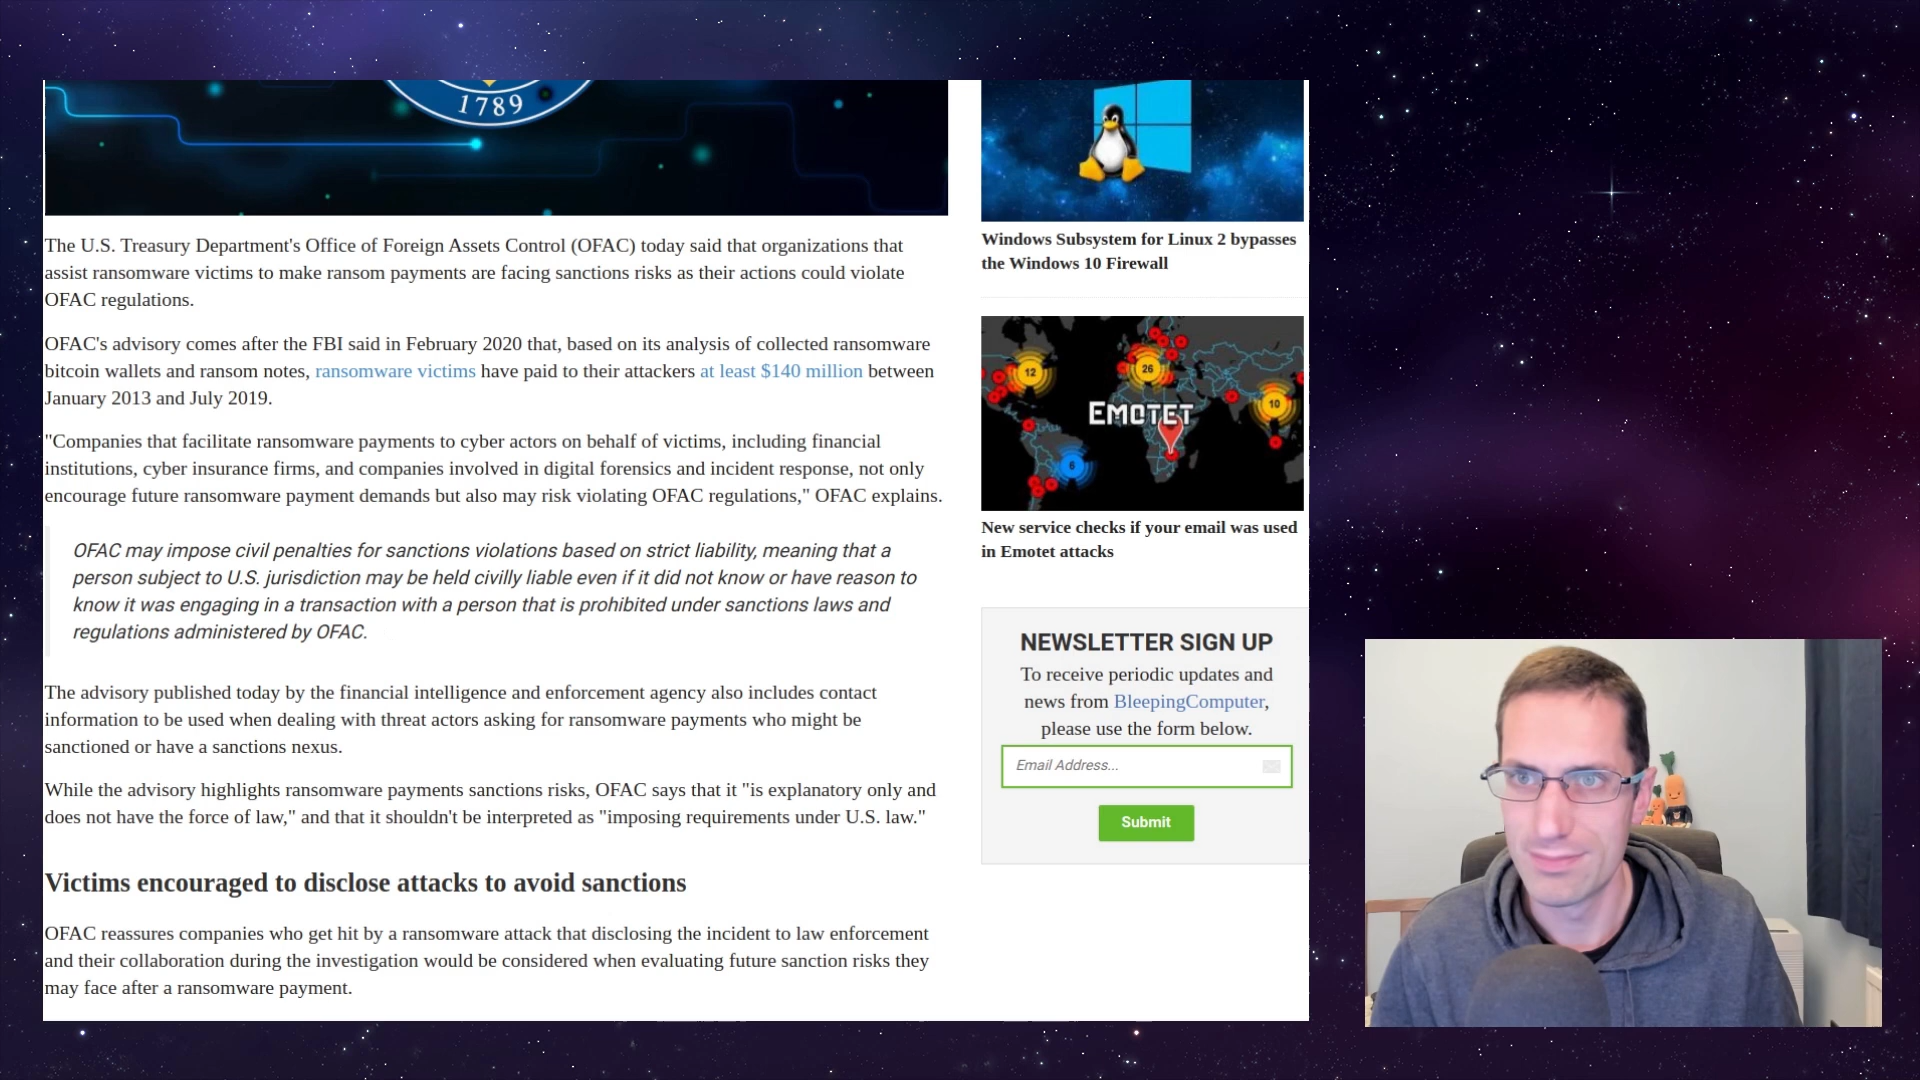 1789
The U.S. Treasury Department's Office of Foreign Assets Control (OFAC) today said that organizations that
assist ransomware victims to make ransom payments are facing sanctions risks as their actions could violate
OFAC regulations.
OFAC's advisory comes after the FBI said in February 2020 that, based on its analysis of collected ransomware
bitcoin wallets and ransom notes, ransomware victims have paid to their attackers at least $140 million between
January 2013 and July 2019.
"Companies that facilitate ransomware payments to cyber actors on behalf of victims, including financial
institutions, cyber insurance firms, and companies involved in digital forensics and incident response, not only
encourage future ransomware payment demands but also may risk violating OFAC regulations," OFAC explains.
OFAC may impose civil penalties for sanctions violations based on strict liability, meaning that a
person subject to U.S. jurisdiction may be held civilly liable even if it did not know or have reason to
know it was engaging in a transaction with a person that is prohibited under sanctions laws and
regulations administered by OFAC.
The advisory published today by the financial intelligence and enforcement agency also includes contact
information to be used when dealing with threat actors asking for ransomware payments who might be
sanctioned or have a sanctions nexus.
While the advisory highlights ransomware payments sanctions risks, OFAC says that it "is explanatory only and
does not have the force of law," and that it shouldn't be interpreted as "imposing requirements under U.S. law."
Victims encouraged to disclose attacks to avoid sanctions
OFAC reassures companies who get hit by a ransomware attack that disclosing the incident to law enforcement
and their collaboration during the investigation would be considered when evaluating future sanction risks they
may face after a ransomware payment.
Windows Subsystem for Linux 2 bypasses
the Windows 10 Firewall
12
26
10
EMOTET
6
New service checks if your email was used
in Emotet attacks
NEWSLETTER SIGN UP
To receive periodic updates and
news from BleepingComputer,
please use the form below.
Email Address...
Submit